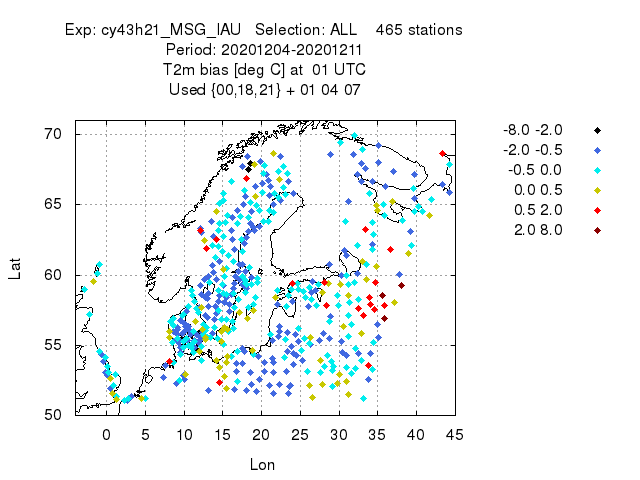 Exp: cy43h21_MSG_IAU   Selection: ALL    465 stations
Period: 20201204-20201211
T2m bias [deg C] at  01 UTC
Used {00,18,21} + 01 04 07
-8.0 -2.0
-2.0 -0.5
-0.5 0.0
0.0 0.5
0.5 2.0
2.0 8.0
70
65
60
55
50
Lat
0 5 10 15 20 25 30 35 40 45
Lon